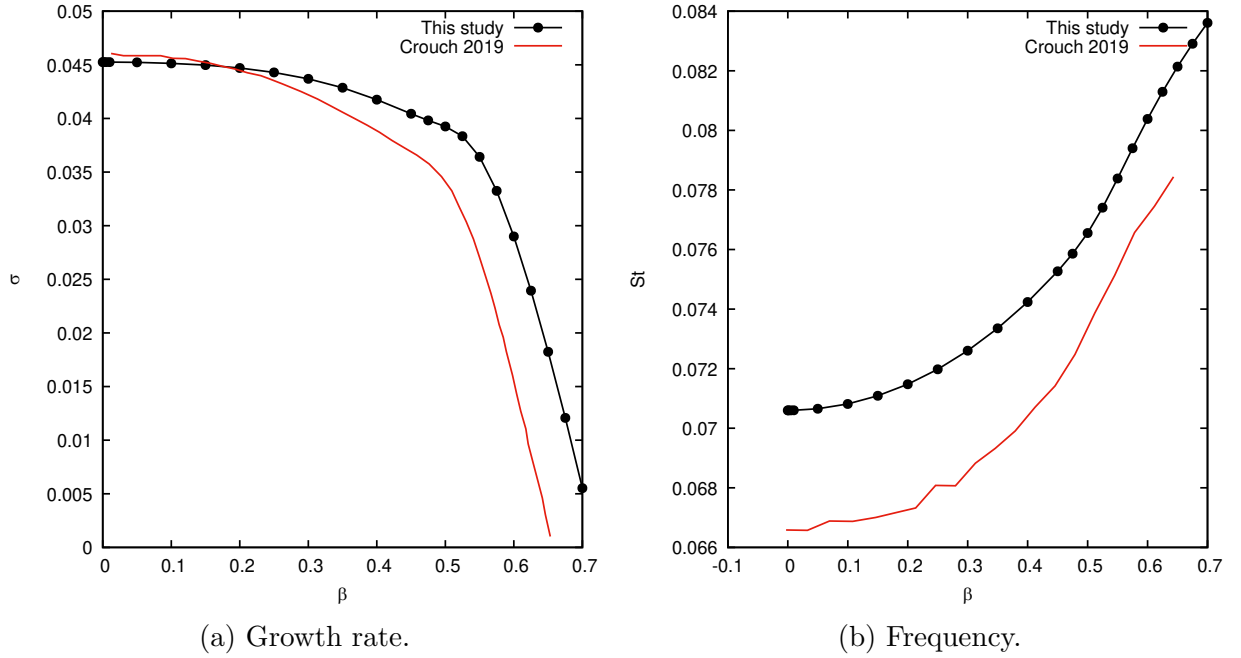 0.05
0.045
0.04
0.035
0.03
0.025
0.02
0.015
0.01
0.005
0
σ
0 0.1 0.2 0.3 0.4 0.5 0.6 0.7
β
This study
Crouch 2019
(a) Growth rate.
0.084
0.082
0.08
0.078
0.076
0.074
0.072
0.07
0.068
0.066
St
-0.1 0 0.1 0.2 0.3 0.4 0.5 0.6 0.7
β
This study
Crouch 2019
(b) Frequency.